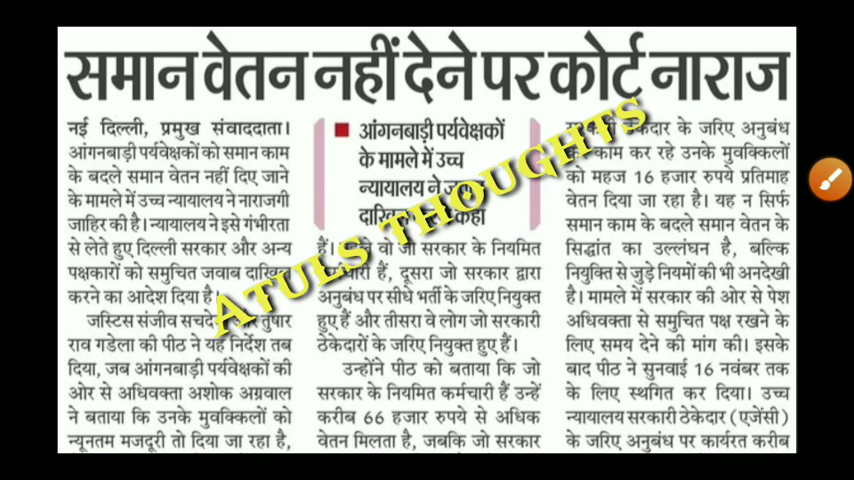 समान वेतन नहीं देने पर कोर्ट नाराज
नई दिल्ली, प्रमुख संवाददाता।
आंगनबाड़ी पर्यवेक्षकों को समान काम
के बदले समान वेतन नहीं दिए जाने
के मामले में उच्च न्यायालय ने नाराजगी
जाहिर की है। न्यायालय ने इसे गंभीरता
से लेते हुए दिल्ली सरकार और अन्य
पक्षकारों को समुचित जवाब दाखिल
करने का आदेश दिया है।
जस्टिस संजीव तुषार
राव गडेला की पीठ ने यह निर्देश तब
दिया, जब आंगनबाड़ी पर्यवेक्षकों की
ओर से अधिवक्ता अशोक अग्रवाल
ने बताया कि उनके मुवक्किलों को
न्यूनतम मजदूरी तो दिया जा रहा है,
आंगनबाड़ी पर्यवेक्षकों
के मामले में उच्च
न्यायालय ने
कहा
हैं। वो जो सरकार के नियमित
हैं, दूसरा जो सरकार द्वारा
अनुबंध पर सीधे भर्ती के जरिए नियुक्त
हुए हैं और तीसरा वे लोग जो सरकारी
ठेकेदारों के जरिए नियुक्त हुए हैं।
उन्होंने पीठ को बताया कि जो
सरकार के नियमित कर्मचारी हैं उन्हें
करीब 66 हजार रुपये से अधिक
वेतन मिलता है, जबकि जो सरकार
ठेकेदार के जरिए अनुबंध
काम कर रहे उनके मुवक्किलों
को महज 16 हजार रुपये प्रतिमाह
वेतन दिया जा रहा है। यह न सिर्फ
समान काम के बदले समान वेतन के
सिद्धांत का उल्लंघन है, बल्कि
नियुक्ति से जुड़े नियमों की भी अनदेखी
है। मामले में सरकार की ओर से पेश
अधिवक्ता से समुचित पक्ष रखने के
लिए समय देने की मांग की। इसके
बाद पीठ ने सुनवाई 16 नवंबर तक
के लिए स्थगित कर दिया। उच्च
न्यायालय सरकारी ठेकेदार (एजेंसी)
के जरिए अनुबंध पर कार्यरत करीब
ATULS THOUGHTS